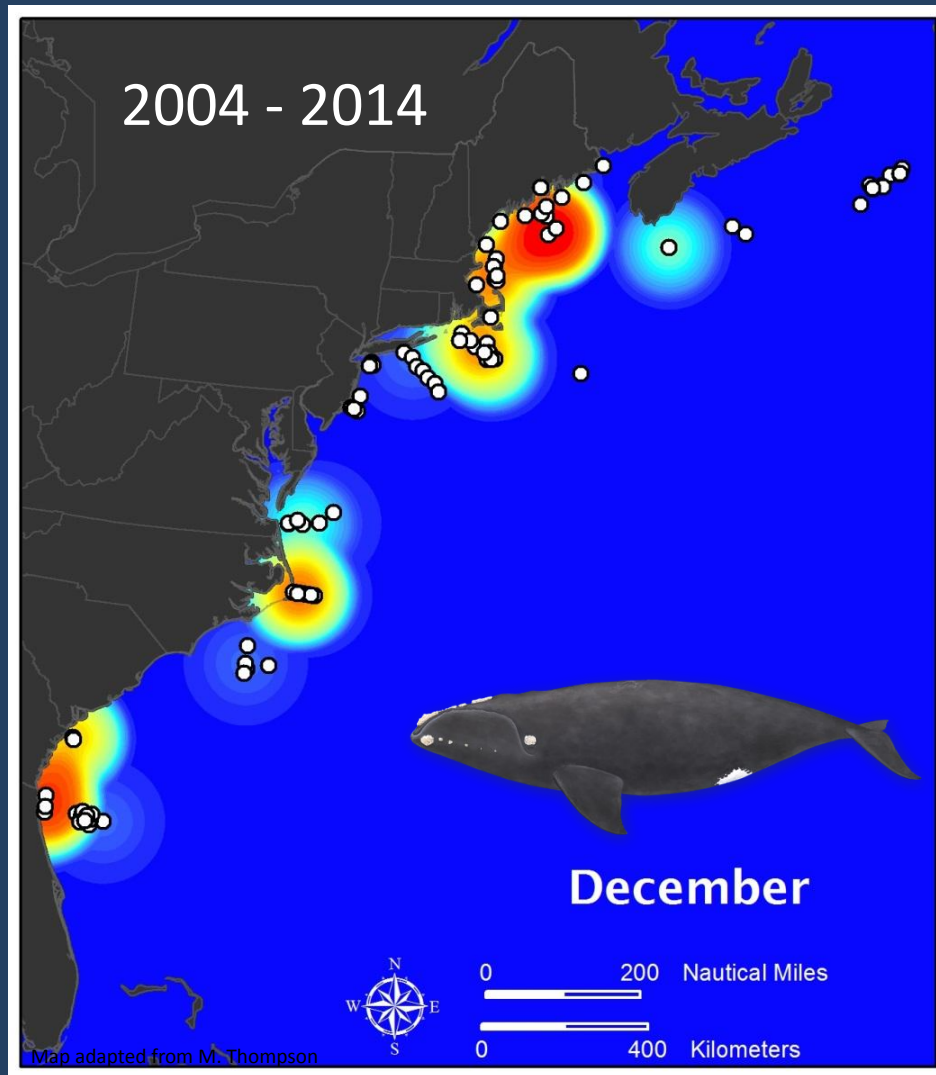 2004 - 2014
December
N
W E
S
0 200 Nautical Miles
0 400 Kilometers
Map adapted from M. Thompson